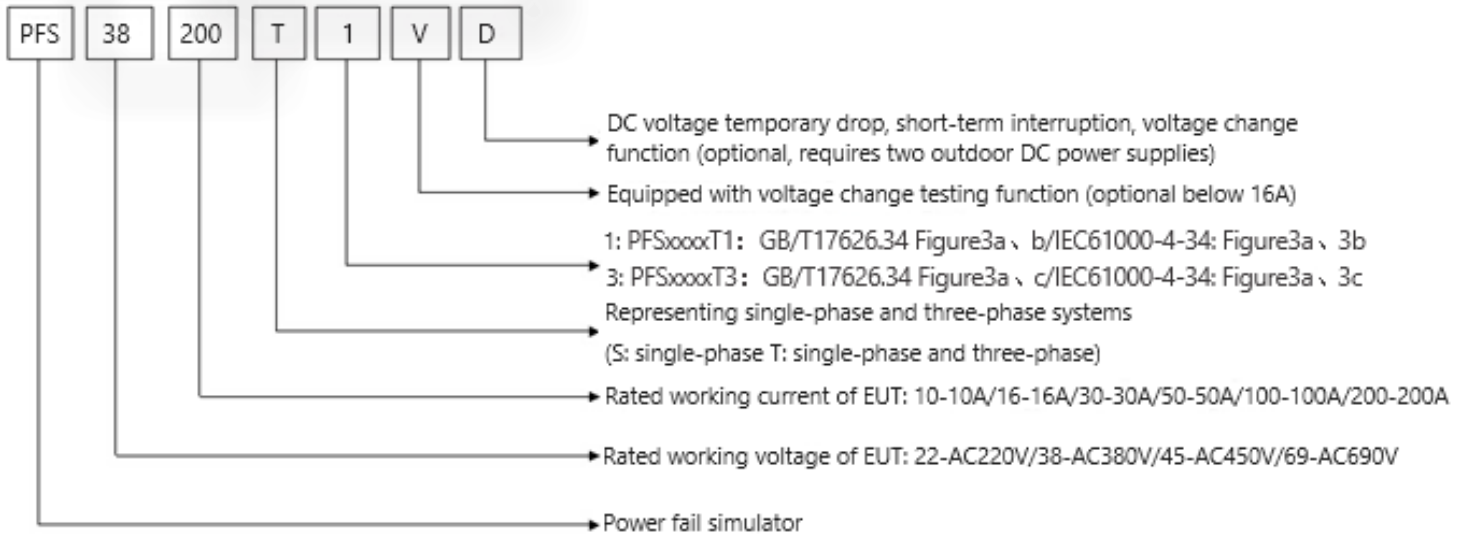 PFS 38 200 T 1 V D
DC voltage temporary drop, short-term interruption, voltage change
function (optional, requires two outdoor DC power supplies)
Equipped with voltage change testing function (optional below 16A)
1: PFSxxxxT1：GB/T17626.34 Figure3a、b/IEC61000-4-34: Figure3a、3b
3: PFSxxxxT3：GB/T17626.34 Figure3a、c/IEC61000-4-34: Figure3a、3c
Representing single-phase and three-phase systems
(S: single-phase T: single-phase and three-phase)
Rated working current of EUT: 10-10A/16-16A/30-30A/50-50A/100-100A/200-200A
Rated working voltage of EUT: 22-AC220V/38-AC380V/45-AC450V/69-AC690V
Power fail simulator